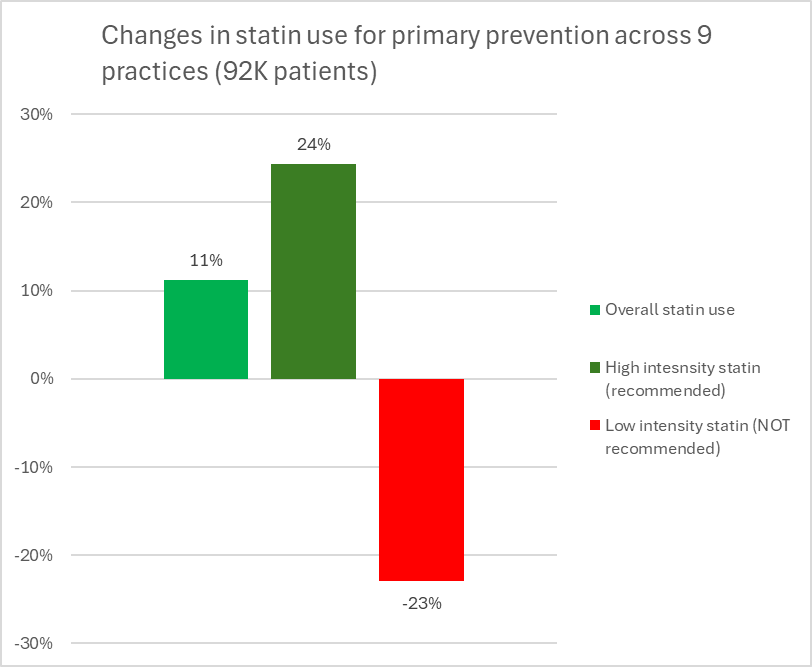 Changes in statin use for primary prevention across 9
practices (92K patients)
30%
24%
20%
11%
10%
Overall statin use
High intesnsity statin
(recommended)
0%
Low intensity statin (NOT
recommended)
-10%
-20%
-23%
-30%